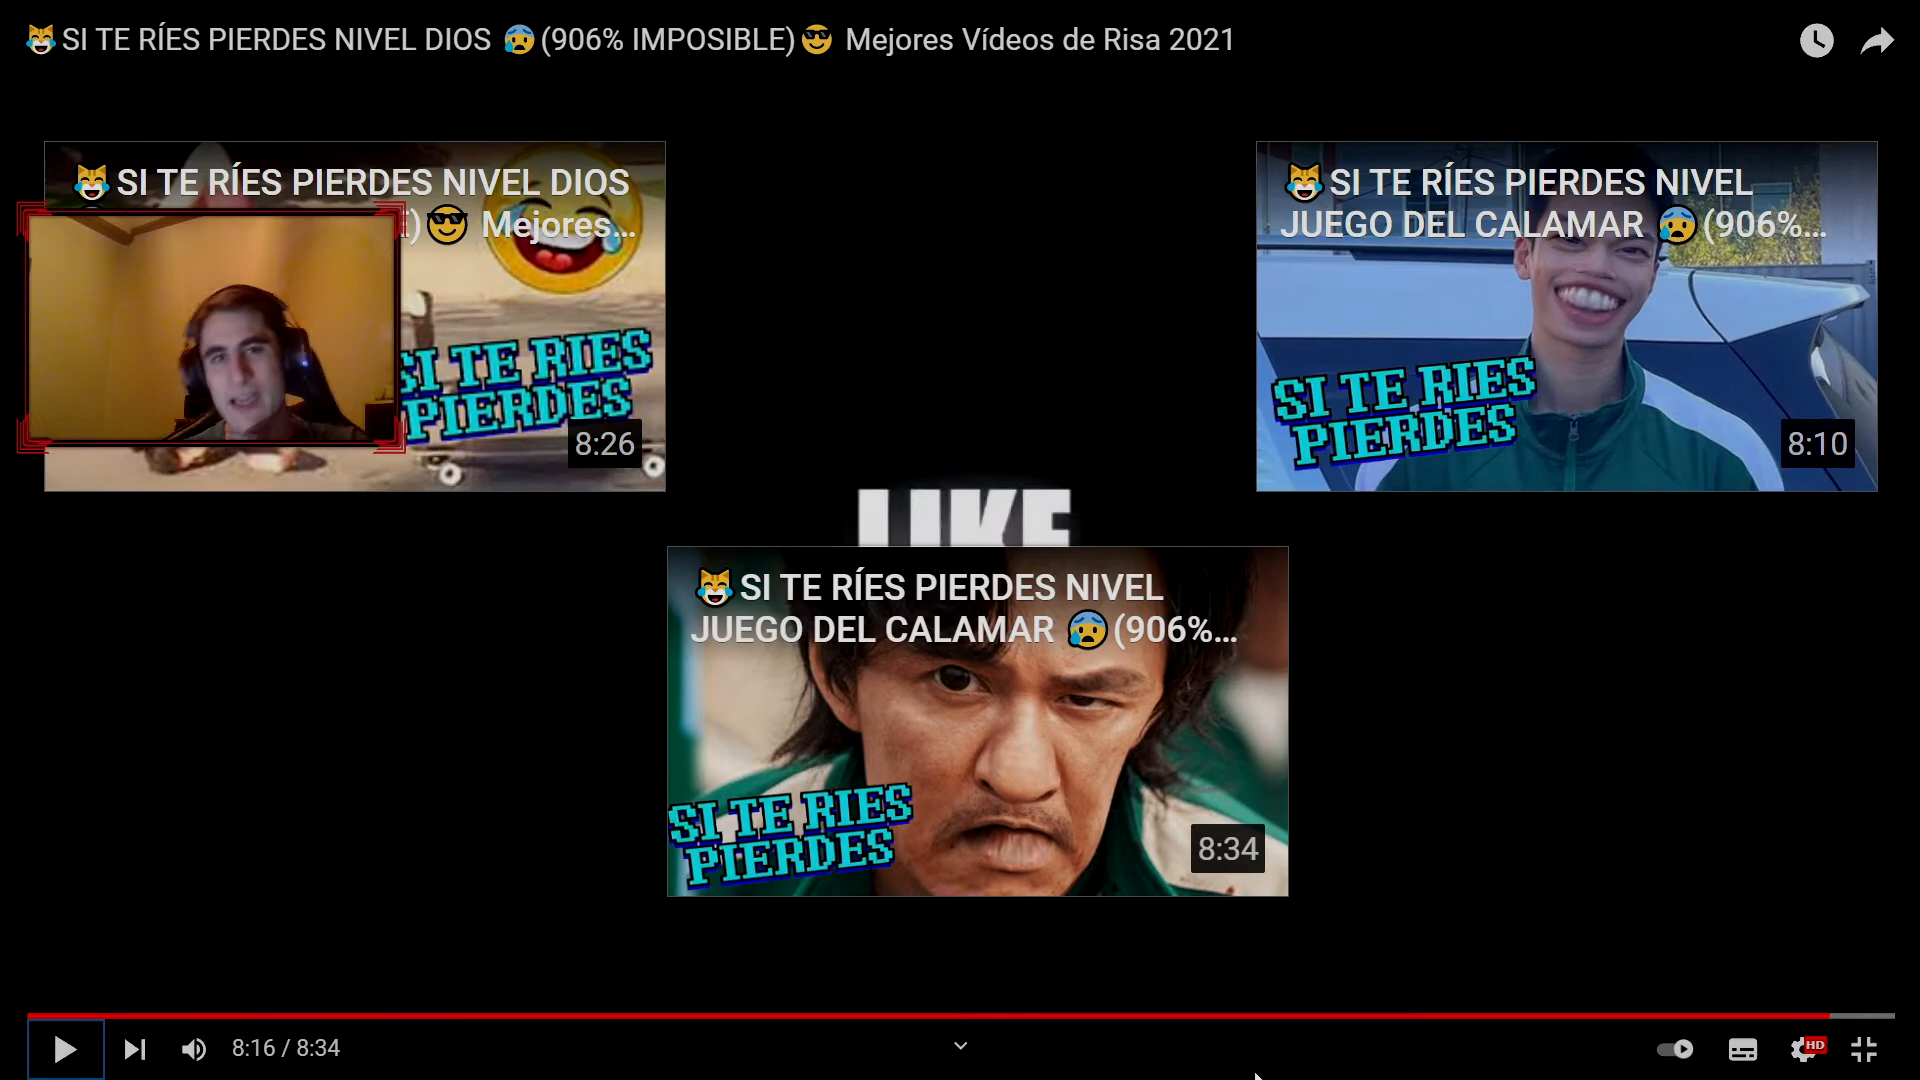 😹SI TE RÍES PIERDES NIVEL DIOS 😰(906% IMPOSIBLE)😎 Mejores Vídeos de Risa 2021
😹SI TE RÍES PIERDES NIVEL DIOS
)😎 Mejores...
SI TE RIES
PIERDES
8:26
😹SI TE RÍES PIERDES NIVEL
JUEGO DEL CALAMAR 😰(906%...
SI TE RIES
PIERDES
8:10
LIKE
😹SI TE RÍES PIERDES NIVEL
JUEGO DEL CALAMAR 😰(906%...
SI TE RIES
PIERDES
8:34
8:16 / 8:34
HD